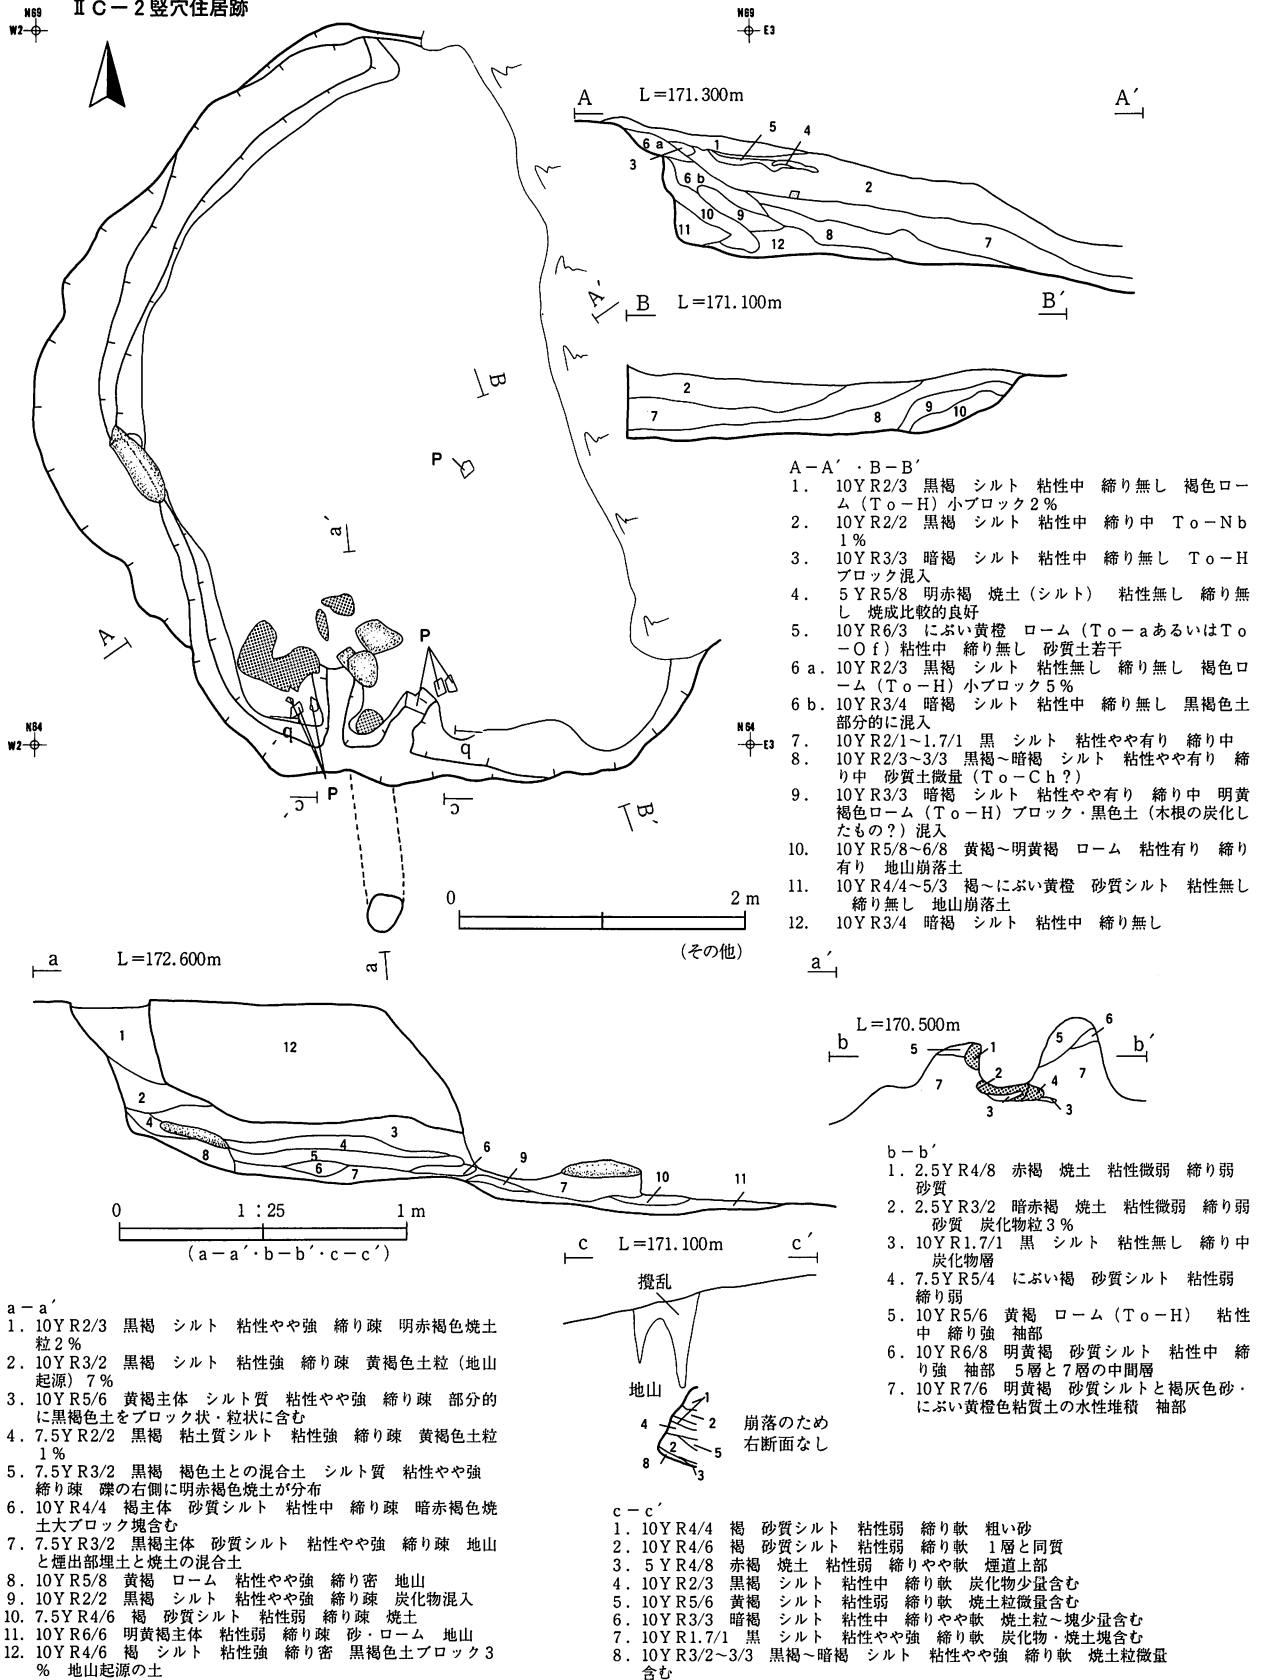 ⅡC－2竪穴住居跡
N69
W2
N69
E3
A L=171.300m A′
6a 1 5 4
3
6b 2
10 9
11 12 8 7
A′
B L=171.100m B′
2
7 8 9 10
B
P
a′
A
P
N64
W2
b′ b
N64
E3
P
c′ c
B′
0 2m
(その他)
a
A－A′・B－B′
1. 10YR2/3 黒褐 シルト 粘性中 締り無し 褐色ロー
ム（To－H）小ブロック2％
2. 10YR2/2 黒褐 シルト 粘性中 締り中 To－Nb
1％
3. 10YR3/3 暗褐 シルト 粘性中 締り無し To－H
ブロック混入
4. 5YR5/8 明赤褐 焼土（シルト） 粘性無し 締り無
し 焼成比較的良好
5. 10YR6/3 にぶい黄橙 ローム（To－aあるいはTo
－Of）粘性中 締り無し 砂質土若干
6a. 10YR2/3 黒褐 シルト 粘性無し 締り無し 褐色ロ
ーム（To－H）小ブロック5％
6b. 10YR3/4 暗褐 シルト 粘性中 締り無し 黒褐色土
部分的に混入
7. 10YR2/1~1.7/1 黒 シルト 粘性やや有り 締り中
8. 10YR2/3~3/3 黒褐~暗褐 シルト 粘性やや有り 締
り中 砂質土微量（To－Ch?）
9. 10YR3/3 暗褐 シルト 粘性やや有り 締り中 明黄
褐色ローム（To－H）ブロック・黒色土（木根の炭化し
たもの？）混入
10. 10YR5/8~6/8 黄褐~明黄褐 ローム 粘性有り 締り
有り 地山崩落土
11. 10YR4/4~5/3 褐~にぶい黄橙 砂質シルト 粘性無し
締り無し 地山崩落土
12. 10YR3/4 暗褐 シルト 粘性中 締り無し
a L=172.600m a′
1 12
2
4 3
4
8 5
6 7
6 9
7 10 11
0 1:25 1m
(a－a′・b－b′・c－c′)
L=170.500m
b b′
5 1 5 6
7 2 4 7
3 3
b－b′
1. 2.5YR4/8 赤褐 焼土 粘性微弱 締り弱
砂質
2. 2.5YR3/2 暗赤褐 焼土 粘性微弱 締り弱
砂質 炭化物粒3％
3. 10YR1.7/1 黒 シルト 粘性無し 締り中
炭化物層
4. 7.5YR5/4 にぶい褐 砂質シルト 粘性弱
締り弱
5. 10YR5/6 黄褐 ローム（To－H） 粘性
中 締り強 袖部
6. 10YR6/8 明黄褐 砂質シルト 粘性中 締
り強 袖部 5層と7層の中間層
7. 10YR7/6 明黄褐 砂質シルトと褐灰色砂・
にぶい黄橙色粘質土の水性堆積 袖部
c L=171.100m c′
攪乱
地山
1
4 2
5
2
8 3
崩落のため
右断面なし
a－a′
1. 10YR2/3 黒褐 シルト 粘性やや強 締り疎 明赤褐色焼土
粒2％
2. 10YR3/2 黒褐 シルト 粘性強 締り疎 黄褐色土粒（地山
起源）7％
3. 10YR5/6 黄褐主体 シルト質 粘性やや強 締り疎 部分的
に黒褐色土をブロック状・粒状に含む
4. 7.5YR2/2 黒褐 粘土質シルト 粘性強 締り疎 黄褐色土粒
1％
5. 7.5YR3/2 黒褐 褐色土との混合土 シルト質 粘性やや強
締り疎 礫の右側に明赤褐色焼土が分布
6. 10YR4/4 褐主体 砂質シルト 粘性中 締り疎 暗赤褐色焼
土大ブロック塊含む
7. 7.5YR3/2 黒褐主体 砂質シルト 粘性やや強 締り疎 地山
と煙出部埋土と焼土の混合土
8. 10YR5/8 黄褐 ローム 粘性やや強 締り密 地山
9. 10YR2/2 黒褐 シルト 粘性やや強 締り疎 炭化物混入
10. 7.5YR4/6 褐 砂質シルト 粘性弱 締り疎 焼土
11. 10YR6/6 明黄褐主体 粘性弱 締り疎 砂・ローム 地山
12. 10YR4/6 褐 シルト 粘性強 締り密 黒褐色土ブロック3
％ 地山起源の土
c－c′
1. 10YR4/4 褐 砂質シルト 粘性弱 締り軟 粗い砂
2. 10YR4/6 褐 砂質シルト 粘性弱 締り軟 1層と同質
3. 5YR4/8 赤褐 焼土 粘性弱 締りやや軟 煙道上部
4. 10YR2/3 黒褐 シルト 粘性中 締り軟 炭化物少量含む
5. 10YR5/6 黄褐 シルト 粘性弱 締り軟 焼土粒微量含む
6. 10YR3/3 暗褐 シルト 粘性中 締りやや軟 焼土粒~塊少量含む
7. 10YR1.7/1 黒 シルト 粘性やや強 締り軟 炭化物・焼土塊含む
8. 10YR3/2~3/3 黒褐~暗褐 シルト 粘性やや強 締り軟 焼土粒微量
含む